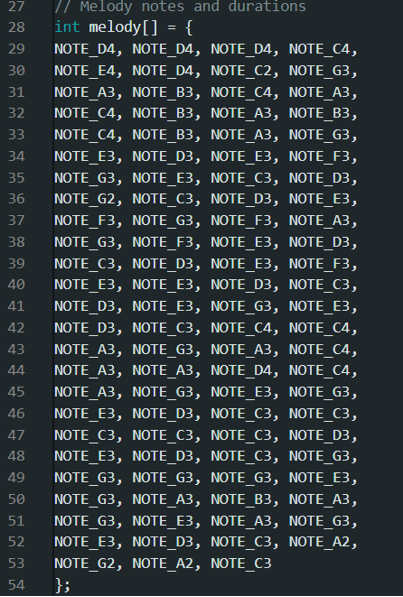 27 // Melody notes and durations
28 int melody[] = {
29 NOTE_D4, NOTE_D4, NOTE_D4, NOTE_C4,
30 NOTE_E4, NOTE_D4, NOTE_C2, NOTE_G3,
31 NOTE_A3, NOTE_B3, NOTE_C4, NOTE_A3,
32 NOTE_C4, NOTE_B3, NOTE_A3, NOTE_B3,
33 NOTE_C4, NOTE_B3, NOTE_A3, NOTE_G3,
34 NOTE_E3, NOTE_D3, NOTE_E3, NOTE_F3,
35 NOTE_G3, NOTE_E3, NOTE_C3, NOTE_D3,
36 NOTE_G2, NOTE_C3, NOTE_D3, NOTE_E3,
37 NOTE_F3, NOTE_G3, NOTE_F3, NOTE_A3,
38 NOTE_G3, NOTE_F3, NOTE_E3, NOTE_D3,
39 NOTE_C3, NOTE_D3, NOTE_E3, NOTE_F3,
40 NOTE_E3, NOTE_E3, NOTE_D3, NOTE_C3,
41 NOTE_D3, NOTE_E3, NOTE_G3, NOTE_E3,
42 NOTE_D3, NOTE_C3, NOTE_C4, NOTE_C4,
43 NOTE_A3, NOTE_G3, NOTE_A3, NOTE_C4,
44 NOTE_A3, NOTE_A3, NOTE_D4, NOTE_C4,
45 NOTE_A3, NOTE_G3, NOTE_E3, NOTE_G3,
46 NOTE_E3, NOTE_D3, NOTE_C3, NOTE_C3,
47 NOTE_C3, NOTE_C3, NOTE_C3, NOTE_D3,
48 NOTE_E3, NOTE_D3, NOTE_C3, NOTE_G3,
49 NOTE_G3, NOTE_G3, NOTE_G3, NOTE_E3,
50 NOTE_G3, NOTE_A3, NOTE_B3, NOTE_A3,
51 NOTE_G3, NOTE_E3, NOTE_A3, NOTE_G3,
52 NOTE_E3, NOTE_D3, NOTE_C3, NOTE_A2,
53 NOTE_G2, NOTE_A2, NOTE_C3
54 };